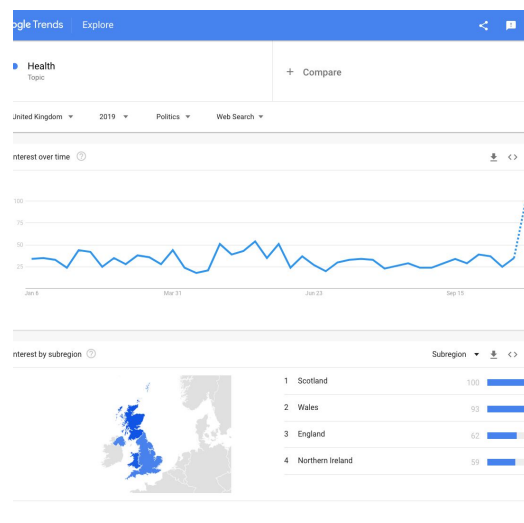 ogle Trends Explore
Health
Topic
+ Compare
United Kingdom 2019 Politics Web Search
nterest over time
100
75
50
25
Jan 6 Mar 31 Jun 23 Sep 15
nterest by subregion
Subregion
1 Scotland 100
2 Wales 93
3 England 62
4 Northern Ireland 59